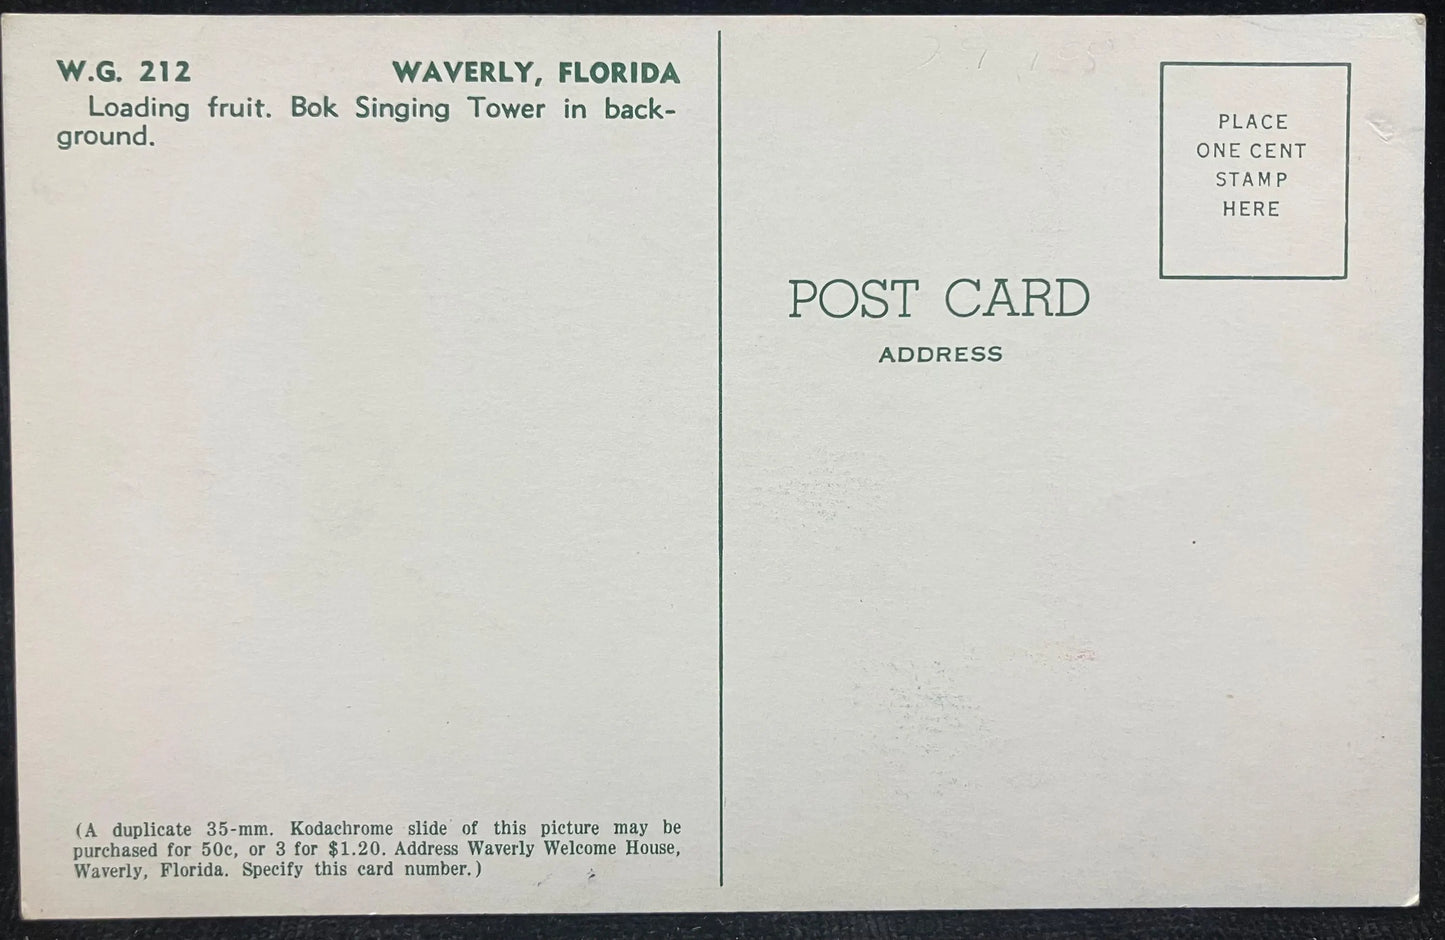 W.G. 212 WAVERLY, FLORIDA
Loading fruit. Bok Singing Tower in back-
ground.
PLACE
ONE CENT
STAMP
HERE
POST CARD
ADDRESS
(A duplicate 35-mm. Kodachrome slide of this picture may be
purchased for 50c, or 3 for $1.20. Address Waverly Welcome House,
Waverly, Florida. Specify this card number.)